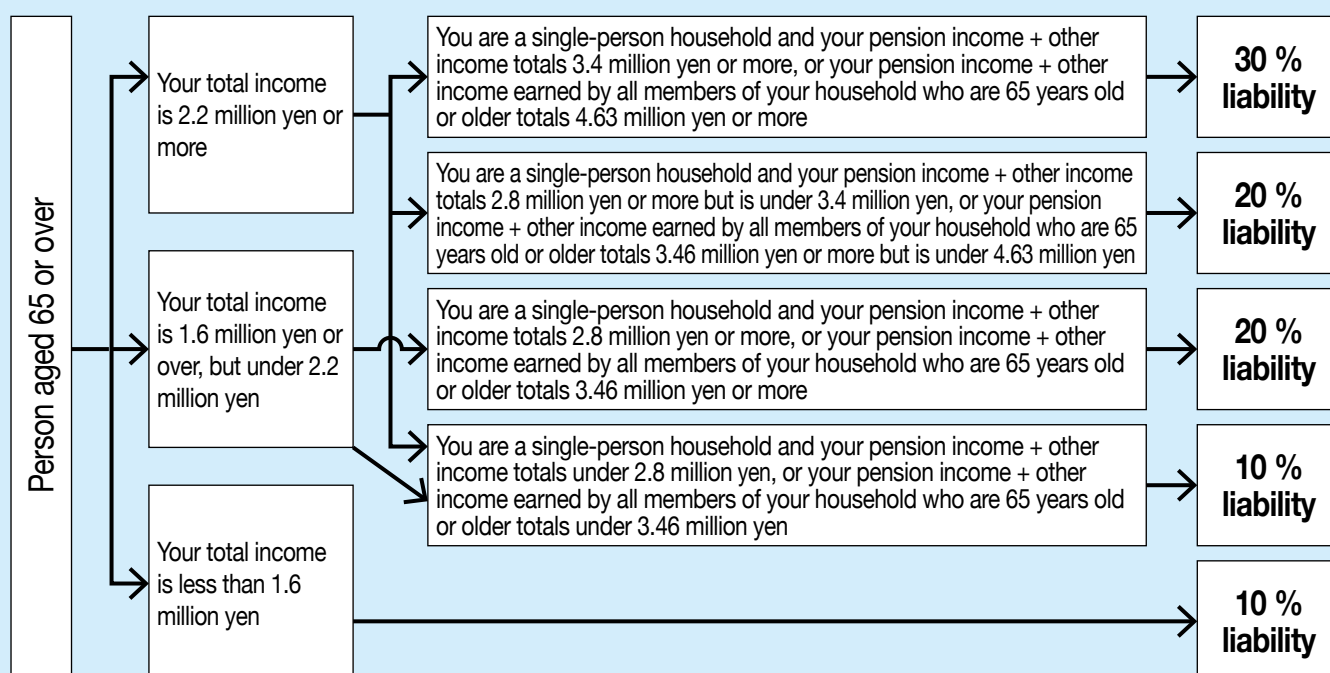 Person aged 65 or over
Your total income
is 2.2 million yen or
more
You are a single-person household and your pension income + other
income totals 3.4 million yen or more, or your pension income + other
income earned by all members of your household who are 65 years old
or older totals 4.63 million yen or more
30 %
liability
You are a single-person household and your pension income + other income
totals 2.8 million yen or more but is under 3.4 million yen, or your pension
income + other income earned by all members of your household who are 65
years old or older totals 3.46 million yen or more but is under 4.63 million yen
20 %
liability
Your total income
is 1.6 million yen or
over, but under 2.2
million yen
You are a single-person household and your pension income + other
income totals 2.8 million yen or more, or your pension income + other
income earned by all members of your household who are 65 years old
or older totals 3.46 million yen or more
20 %
liability
You are a single-person household and your pension income + other
income totals under 2.8 million yen, or your pension income + other
income earned by all members of your household who are 65 years old
or older totals under 3.46 million yen
10 %
liability
Your total income
is less than 1.6
million yen
10 %
liability